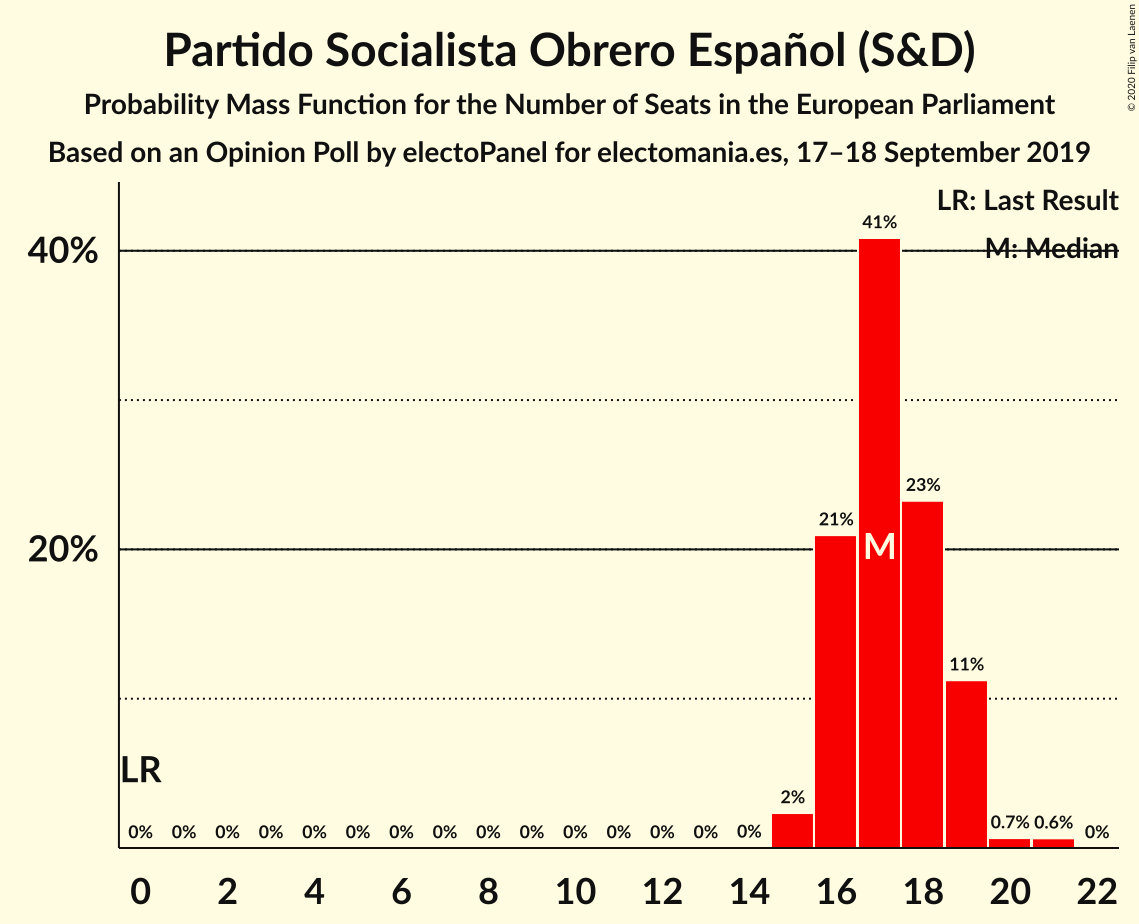 Partido Socialista Obrero Español (S&D)
Probability Mass Function for the Number of Seats in the European Parliament
Based on an Opinion Poll by electoPanel for electomania.es, 17–18 September 2019
© 2020 Filip van Laenen
LR: Last Result
M: Median
40%
20%
41%
23%
21%
M
11%
LR
2%
0% 0% 0% 0% 0% 0% 0% 0% 0% 0% 0% 0% 0% 0% 0% 0.7% 0.6% 0%
0 2 4 6 8 10 12 14 16 18 20 22